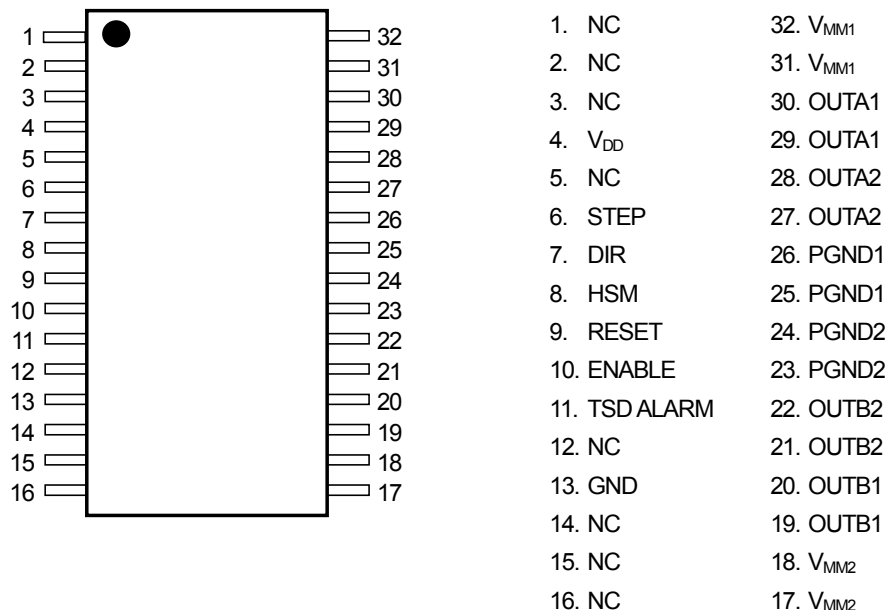 1 32
2 31
3 30
4 29
5 28
6 27
7 26
8 25
9 24
10 23
11 22
12 21
13 20
14 19
15 18
16 17
1. NC 32. VMM1
2. NC 31. VMM1
3. NC 30. OUTA1
4. VDD 29. OUTA1
5. NC 28. OUTA2
6. STEP 27. OUTA2
7. DIR 26. PGND1
8. HSM 25. PGND1
9. RESET 24. PGND2
10. ENABLE 23. PGND2
11. TSD ALARM 22. OUTB2
12. NC 21. OUTB2
13. GND 20. OUTB1
14. NC 19. OUTB1
15. NC 18. VMM2
16. NC 17. VMM2